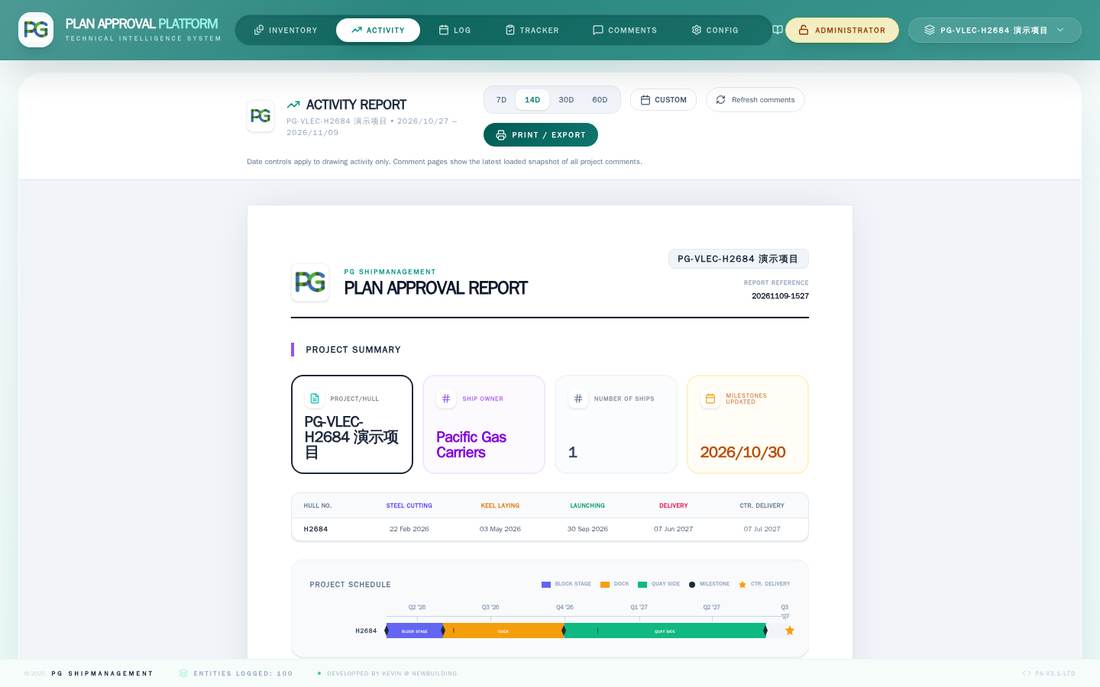 PG
PLAN APPROVAL PLATFORM
TECHNICAL INTELLIGENCE SYSTEM
INVENTORY
ACTIVITY
LOG
TRACKER
COMMENTS
CONFIG
ADMINISTRATOR
PG-VLEC-H2684 演示项目
PG
ACTIVITY REPORT
PG-VLEC-H2684 演示项目 • 2026/10/27 –
2026/11/09
7D
14D
30D
60D
CUSTOM
Refresh comments
PRINT / EXPORT
Date controls apply to drawing activity only. Comment pages show the latest loaded snapshot of all project comments.
PG
PG SHIPMANAGEMENT
PLAN APPROVAL REPORT
PG-VLEC-H2684 演示项目
REPORT REFERENCE
20261109-1527
PROJECT SUMMARY
PROJECT/HULL
PG-VLEC-
H2684 演示项
目
SHIP OWNER
Pacific Gas
Carriers
NUMBER OF SHIPS
1
MILESTONES
UPDATED
2026/10/30
HULL NO. STEEL CUTTING KEEL LAYING LAUNCHING DELIVERY CTR. DELIVERY
H2684 22 Feb 2026 03 May 2026 30 Sep 2026 07 Jun 2027 07 Jul 2027
PROJECT SCHEDULE
BLOCK STAGE DOCK QUAY SIDE MILESTONE CTR. DELIVERY
Q2 '26 Q3 '26 Q4 '26 Q1 '27 Q2 '27 Q3
'27
H2684 BLOCK STAGE DOCK QUAY SIDE
© 2026 PG SHIPMANAGEMENT
ENTITIES LOGGED: 100
DEVELOPPED BY KEVIN @ NEWBUILDING